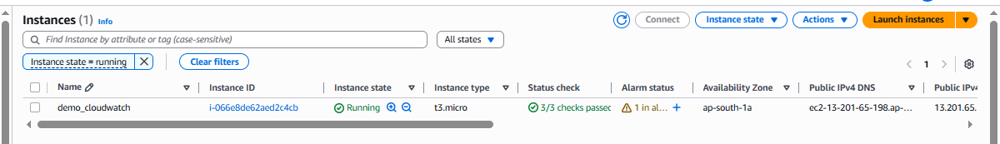 Instances (1) Info
Connect
Instance state
Actions
Launch instances
Find Instance by attribute or tag (case-sensitive)
All states
Instance state = running
Clear filters
1
Name
Instance ID
Instance state
Instance type
Status check
Alarm status
Availability Zone
Public IPv4 DNS
Public IPv4
demo_cloudwatch
i-066e8de62aed2c4cb
Running
t3.micro
3/3 checks passed
1 in al...
ap-south-1a
ec2-13-201-65-198.ap-...
13.201.65.